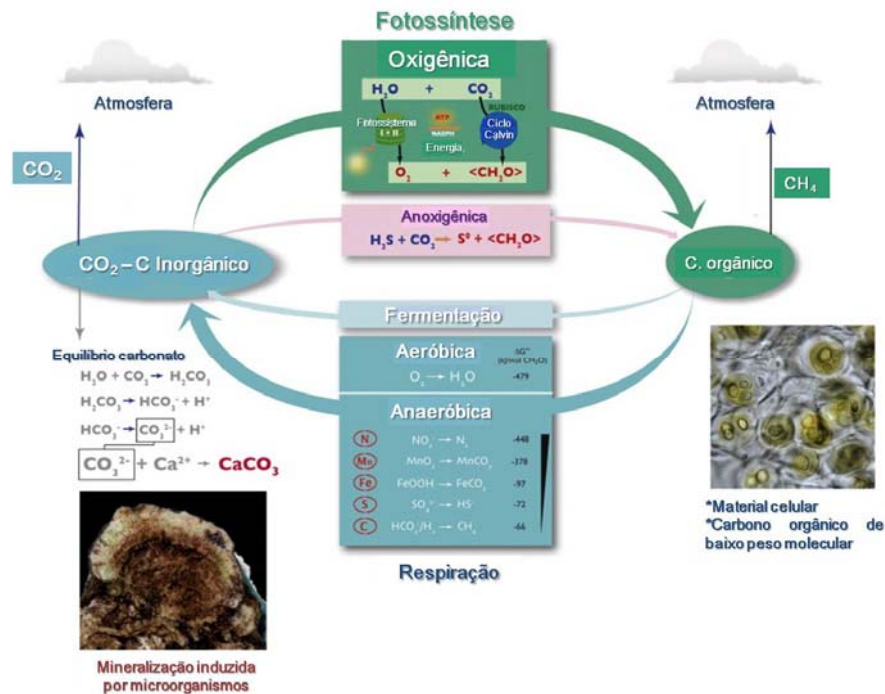 Fotossíntese
Oxigênica
H₂O + CO₂
RUBISCO
Fotossistema
I + II
ATP
NADPH
Energia,
Ciclo
Calvin
O₂ + <CH₂O>
Atmosfera
Atmosfera
CO₂
CH₄
Anoxigênica
H₂S + CO₂ → S⁰ + <CH₂O>
CO₂ – C Inorgânico
C. orgânico
Fermentação
Aeróbica
O₂ → H₂O
-479
Anaeróbica
N NO₃⁻ → N₂ -448
Mn MnO₂ → MnCO₃ -378
Fe FeOOH → FeCO₃ -97
S SO₄²⁻ → HS⁻ -72
C HCO₃⁻/H₂ → CH₄ -66
Respiração
Equilíbrio carbonato
H₂O + CO₂ → H₂CO₃
H₂CO₃ → HCO₃⁻ + H⁺
HCO₃⁻ → CO₃²⁻ + H⁺
CO₃²⁻ + Ca²⁺ → CaCO₃
Mineralização induzida
por microorganismos
*Material celular
*Carbono orgânico de
baixo peso molecular